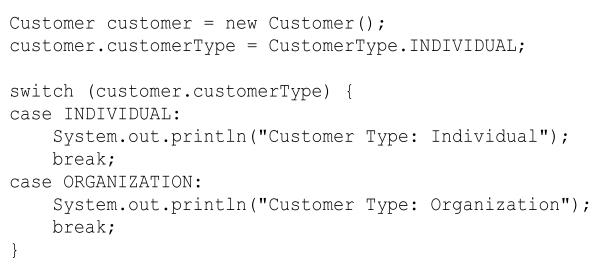 Customer customer = new Customer();
customer.customerType = CustomerType.INDIVIDUAL;

switch (customer.customerType) {
case INDIVIDUAL:
    System.out.println("Customer Type: Individual");
    break;
case ORGANIZATION:
    System.out.println("Customer Type: Organization");
    break;
}